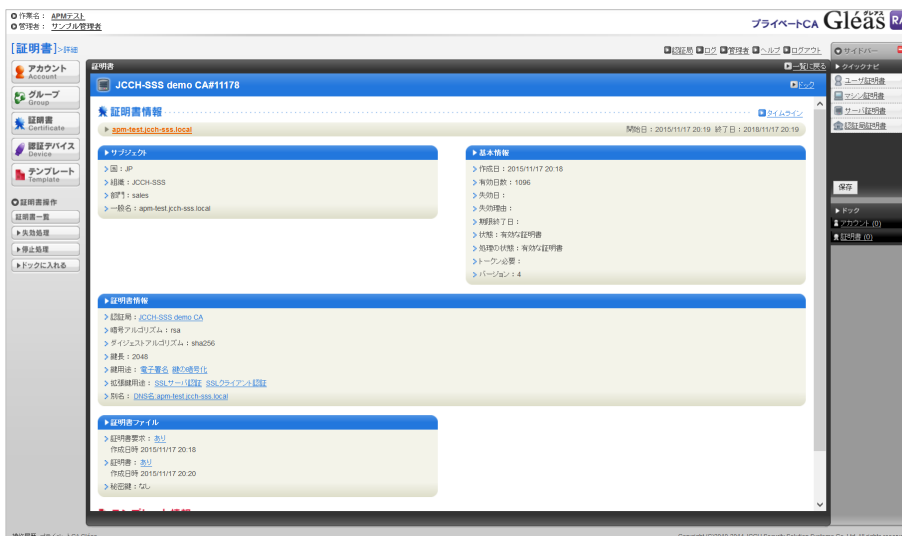 作業名： APMテスト
管理者： サンプル管理者
プライベートCA Gléas グレアス RA
[証明書]>詳細
認証局 ログ 管理者 ヘルプ ログアウト
サイドバー
アカウント
Account
グループ
Group
証明書
Certificate
認証デバイス
Device
テンプレート
Template
証明書操作
証明書一覧
失効処理
停止処理
ドックに入れる
証明書
一覧に戻る
JCCH-SSS demo CA#11178
ドック
証明書情報
タイムライン
apm-test.jcch-sss.local
開始日：2015/11/17 20:19 終了日：2018/11/17 20:19
サブジェクト
国：JP
組織：JCCH-SSS
部門：sales
一般名：apm-test.jcch-sss.local
基本情報
作成日：2015/11/17 20:18
有効日数：1096
失効日：
失効理由：
期限終了日：
状態：有効な証明書
処理の状態：有効な証明書
トークン必要：
バージョン：4
証明書情報
認証局：JCCH-SSS demo CA
暗号アルゴリズム：rsa
ダイジェストアルゴリズム：sha256
鍵長：2048
鍵用途：電子署名 鍵の暗号化
拡張鍵用途：SSLサーバ認証 SSLクライアント認証
別名：DNS名:apm-test.jcch-sss.local
証明書ファイル
証明書要求：あり
作成日時 2015/11/17 20:18
証明書：あり
作成日時 2015/11/17 20:20
秘密鍵：なし
クイックナビ
ユーザ証明書
マシン証明書
サーバ証明書
認証局証明書
保存
ドック
アカウント (0)
証明書 (0)